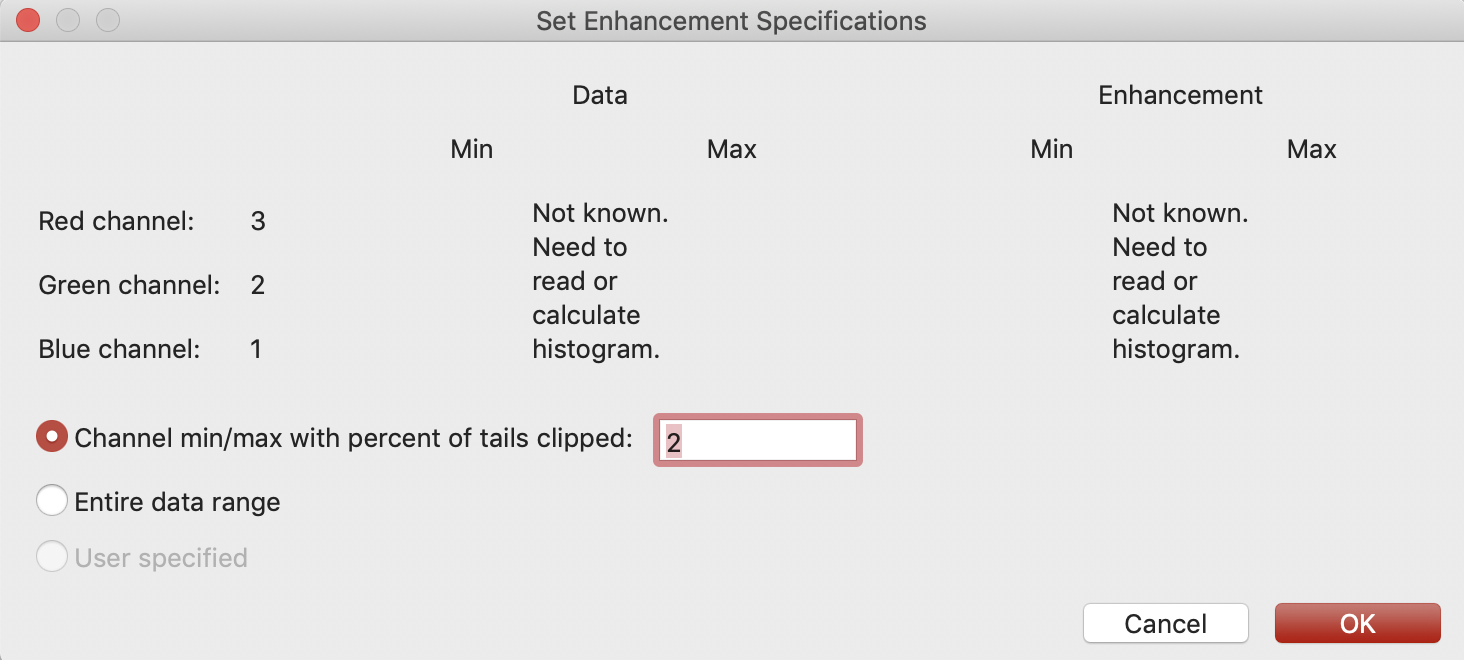 Set Enhancement Specifications
Data Enhancement
Min Max Min Max
Red channel: 3
Green channel: 2
Blue channel: 1
Not known.
Need to
read or
calculate
histogram.
Not known.
Need to
read or
calculate
histogram.
Channel min/max with percent of tails clipped: 2
Entire data range
User specified
Cancel OK